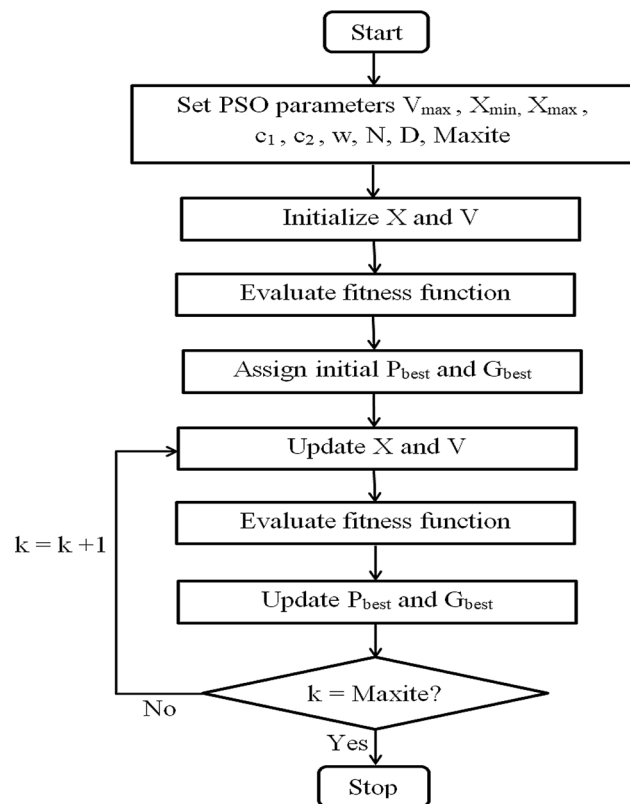 Start
Set PSO parameters Vmax , Xmin, Xmax ,
c1 , c2 , w, N, D, Maxite
Initialize X and V
Evaluate fitness function
Assign initial Pbest and Gbest
Update X and V
Evaluate fitness function
k = k +1
Update Pbest and Gbest
k = Maxite?
No
Yes
Stop